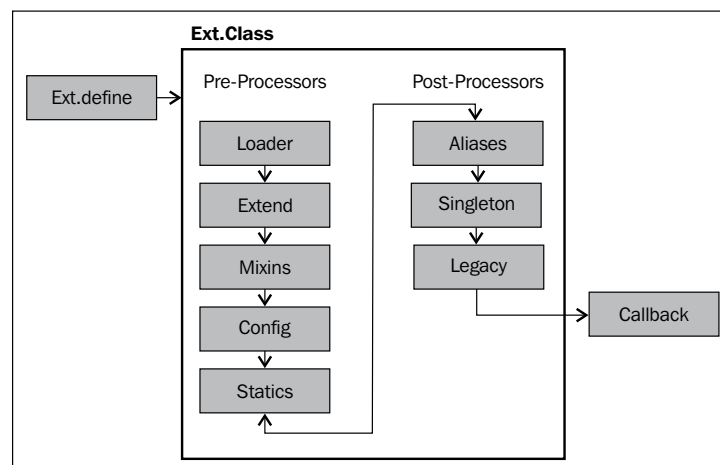 Ext.Class
Ext.define
Pre-Processors
Loader
Extend
Mixins
Config
Statics
Post-Processors
Aliases
Singleton
Legacy
Callback